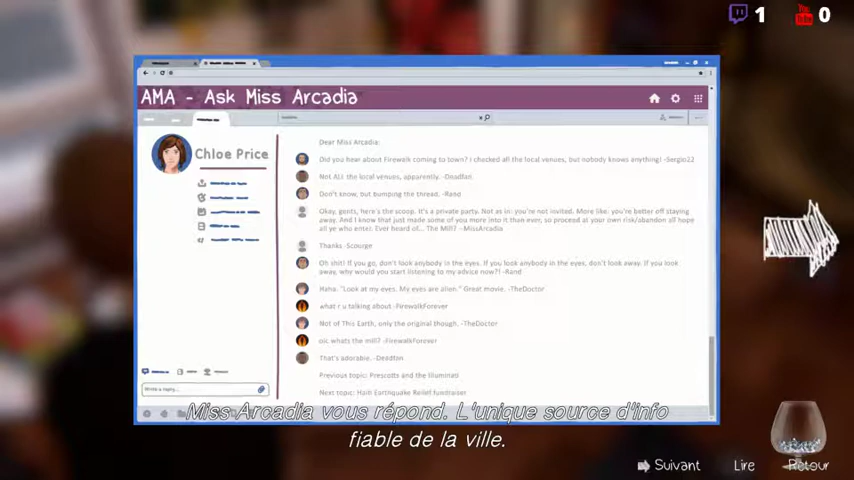 1
0
AMA - Ask Miss Arcadia
Chloe Price
Dear Miss Arcadia:
Did you hear about Firewalk coming to town? I checked all the local venues, but nobody knows anything! -Sergio22
Not ALL the local venues, apparently. -Deadfan
Don't know, but bumping the thread. -Rand
Okay, gents, here's the scoop. It's a private party. Not as in: you're not invited. More like: you're better off staying
away. And I know that just made some of you more into it than ever, so proceed at your own risk/abandon all hope
all ye who enter. Ever heard of... The Mill? - MissArcadia
Thanks -Scourge
Oh shit! If you go, don't look anybody in the eyes. If you look anybody in the eyes, don't look away. If you look
away, why would you start listening to my advice now?! -Rand
Haha. "Look at my eyes. My eyes are alien." Great movie. -TheDoctor
what r u talking about -FirewalkForever
Not of This Earth, only the original though. -TheDoctor
oic whats the mill? -FirewalkForever
That's adorable. -Deadfan
Previous topic: Prescotts and the Illuminati
Next topic: Haiti Earthquake Relief fundraiser
Write a reply...
Miss Arcadia vous répond. L'unique source d'info
fiable de la ville.
Suivant Lire Retour